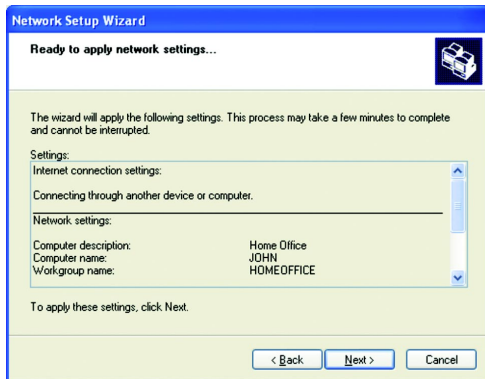 Network Setup Wizard
Ready to apply network settings...
The wizard will apply the following settings. This process may take a few minutes to complete
and cannot be interrupted.
Settings:
Internet connection settings:
Connecting through another device or computer.
Network settings:
Computer description: Home Office
Computer name: JOHN
Workgroup name: HOMEOFFICE
To apply these settings, click Next.
< Back Next > Cancel